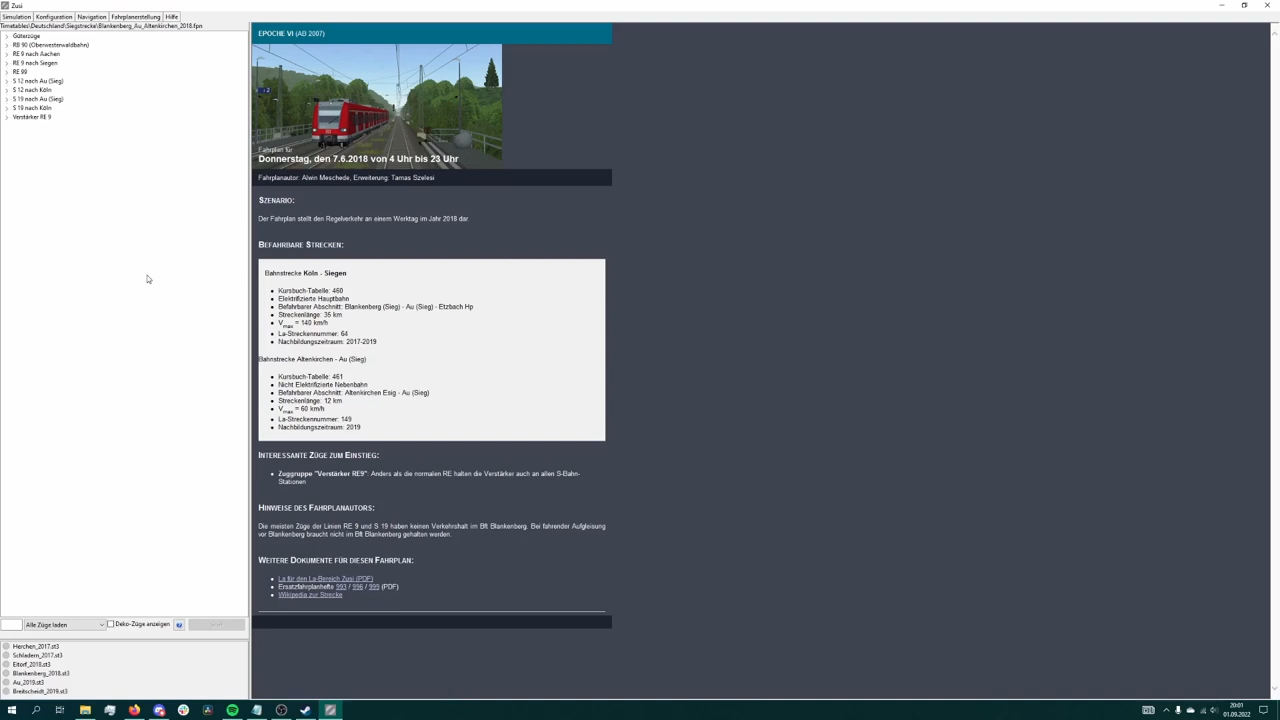 Zusi
Simulation Konfiguration Navigation Fahrplanerstellung Hilfe
Timetables\Deutschland\Siegstrecke\Blankenberg_Au_Altenkirchen_2018.fpn
Güterzüge
RB 90 (Oberwesterwaldbahn)
RE 9 nach Aachen
RE 9 nach Siegen
RE 99
S 12 nach Au (Sieg)
S 12 nach Köln
S 19 nach Au (Sieg)
S 19 nach Köln
Verstärker RE 9
EPOCHE VI (AB 2007)
Fahrplan für
Donnerstag, den 7.6.2018 von 4 Uhr bis 23 Uhr
Fahrplanautor: Alwin Meschede, Erweiterung: Tamas Szelesi
SZENARIO:
Der Fahrplan stellt den Regelverkehr an einem Werktag im Jahr 2018 dar.
BEFAHRBARE STRECKEN:
Bahnstrecke Köln - Siegen
Kursbuch-Tabelle: 460
Elektrifizierte Hauptbahn
Befahrbarer Abschnitt: Blankenberg (Sieg) - Au (Sieg) - Etzbach Hp
Streckenlänge: 35 km
Vmax = 140 km/h
La-Streckennummer: 64
Nachbildungszeitraum: 2017-2019
Bahnstrecke Altenkirchen - Au (Sieg)
Kursbuch-Tabelle: 461
Nicht Elektrifizierte Nebenbahn
Befahrbarer Abschnitt: Altenkirchen Esig - Au (Sieg)
Streckenlänge: 12 km
Vmax = 60 km/h
La-Streckennummer: 149
Nachbildungszeitraum: 2019
INTERESSANTE ZÜGE ZUM EINSTIEG:
Zuggruppe "Verstärker RE9": Anders als die normalen RE halten die Verstärker auch an allen S-Bahn-
Stationen
HINWEISE DES FAHRPLANAUTORS:
Die meisten Züge der Linien RE 9 und S 19 haben keinen Verkehrshalt im Bft Blankenberg. Bei fahrender Aufgleisung
vor Blankenberg braucht nicht im Bft Blankenberg gehalten werden.
WEITERE DOKUMENTE FÜR DIESEN FAHRPLAN:
La für den La-Bereich Zusi (PDF)
Ersatzfahrplanhefte 993 / 996 / 999 (PDF)
Wikipedia zur Strecke
Alle Züge laden
Deko-Züge anzeigen
Herchen_2017.st3
Schladern_2017.st3
Eitorf_2018.st3
Blankenberg_2018.st3
Au_2019.st3
Breitscheidt_2019.st3
20:01
01.09.2022